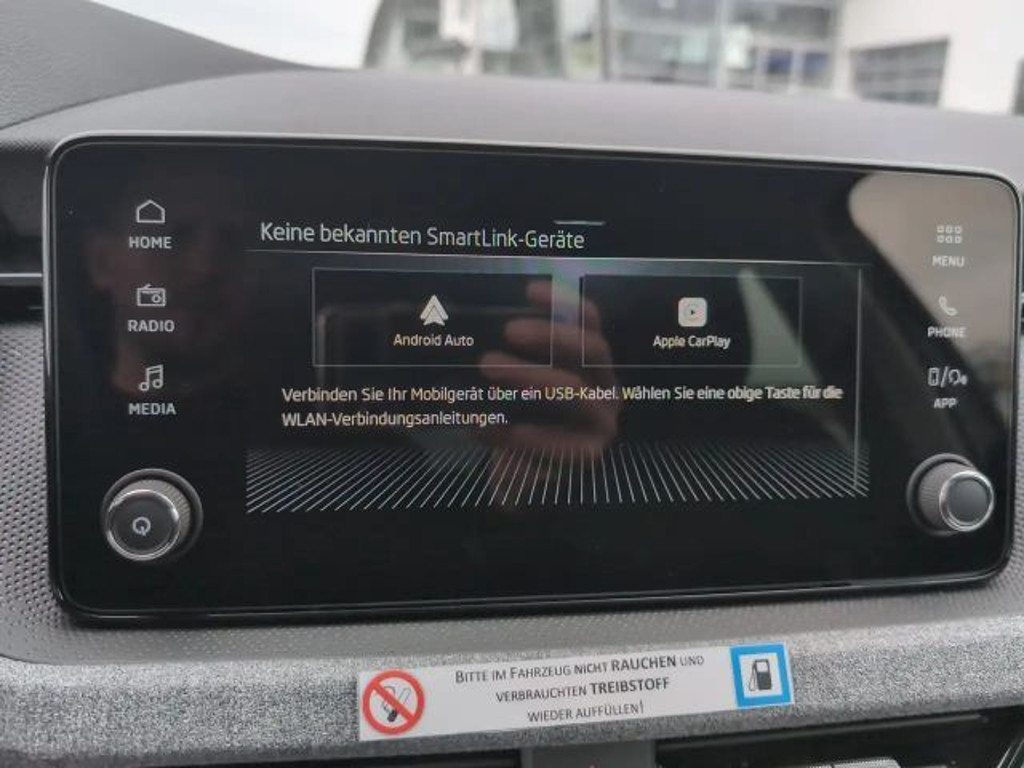 HOME
RADIO
MEDIA
Keine bekannten SmartLink-Geräte
Android Auto
Apple CarPlay
Verbinden Sie Ihr Mobilgerät über ein USB-Kabel. Wählen Sie eine obige Taste für die
WLAN-Verbindungsanleitungen.
MENU
PHONE
APP
BITTE IM FAHRZEUG NICHT RAUCHEN UND
VERBRAUCHTEN TREIBSTOFF
WIEDER AUFFÜLLEN!